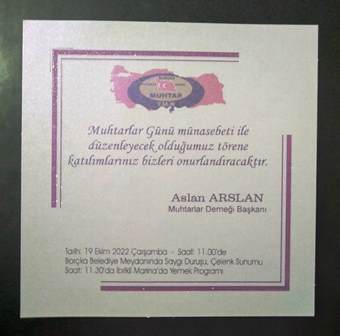 MUHTAR
Muhtarlar Günü münasebeti ile
düzenleyecek olduğumuz törene
katılımlarınız bizleri onurlandıracaktır.
Aslan ARSLAN
Muhtarlar Derneği Başkanı
Tarih: 19 Ekim 2022 Çarşamba - Saat: 11.00'de
Borçka Belediye Meydanında Saygı Duruşu, Çelenk Sunumu
Saat: 11.30'da İbrikli Marina'da Yemek Programı